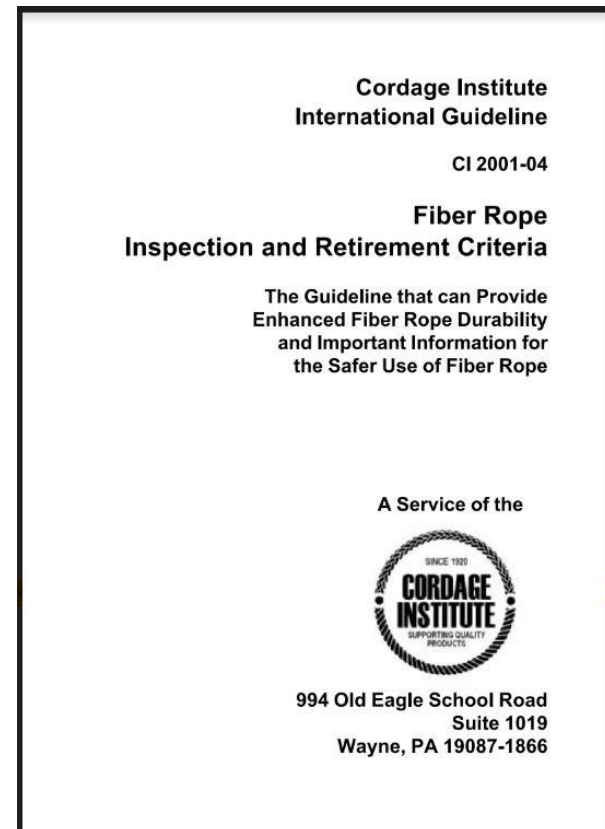 Cordage Institute
International Guideline
CI 2001-04
Fiber Rope
Inspection and Retirement Criteria
The Guideline that can Provide
Enhanced Fiber Rope Durability
and Important Information for
the Safer Use of Fiber Rope
A Service of the
SINCE 1920
CORDAGE
INSTITUTE
SUPPORTING QUALITY
PRODUCTS
994 Old Eagle School Road
Suite 1019
Wayne, PA 19087-1866